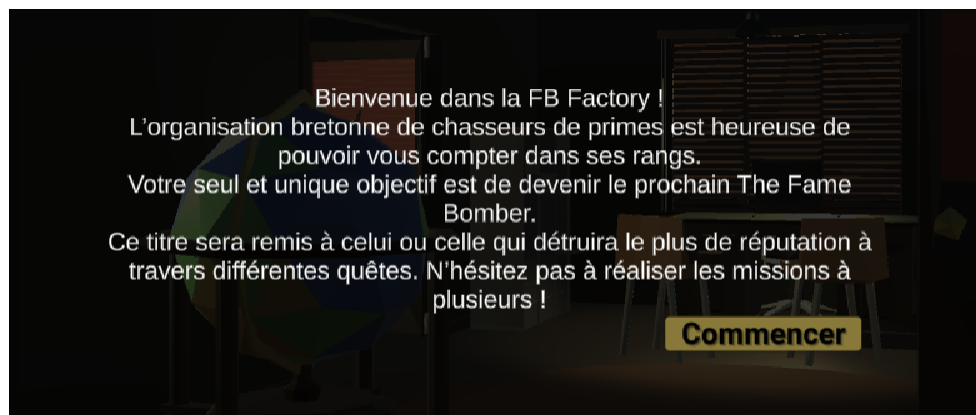 Bienvenue dans la FB Factory !
L’organisation bretonne de chasseurs de primes est heureuse de
pouvoir vous compter dans ses rangs.
Votre seul et unique objectif est de devenir le prochain The Fame
Bomber.
Ce titre sera remis à celui ou celle qui détruira le plus de réputation à
travers différentes quêtes. N’hésitez pas à réaliser les missions à
plusieurs !
Commencer